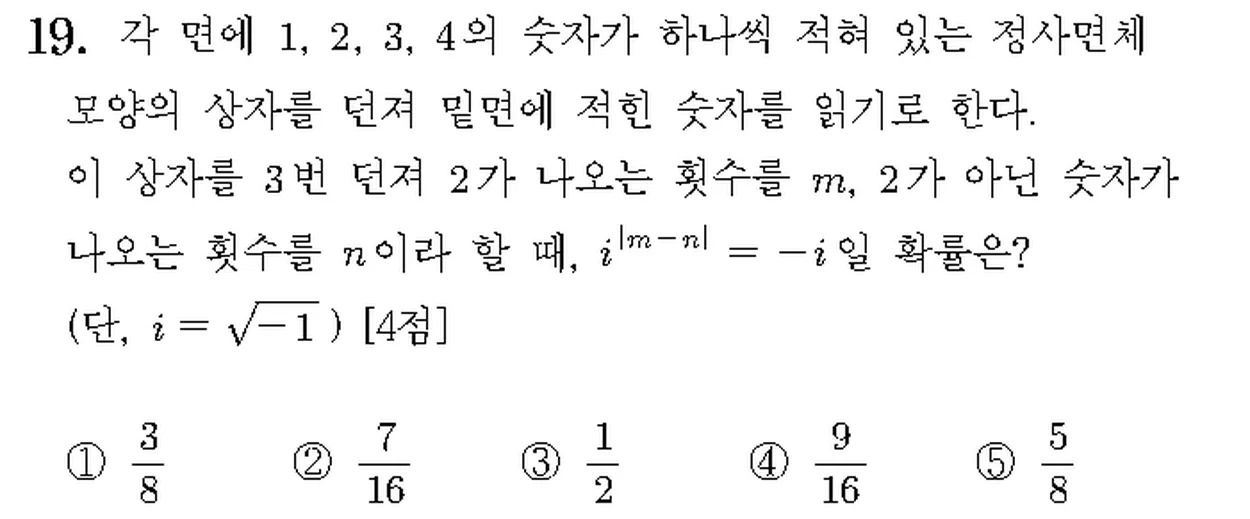 19. 각 면에 1, 2, 3, 4의 숫자가 하나씩 적혀 있는 정사면체
모양의 상자를 던져 밑면에 적힌 숫자를 읽기로 한다.
이 상자를 3번 던져 2가 나오는 횟수를 m, 2가 아닌 숫자가
나오는 횟수를 n이라 할 때, i^{|m-n|} = -i일 확률은?
(단, i = √-1 ) [4점]
① 3/8 ② 7/16 ③ 1/2 ④ 9/16 ⑤ 5/8